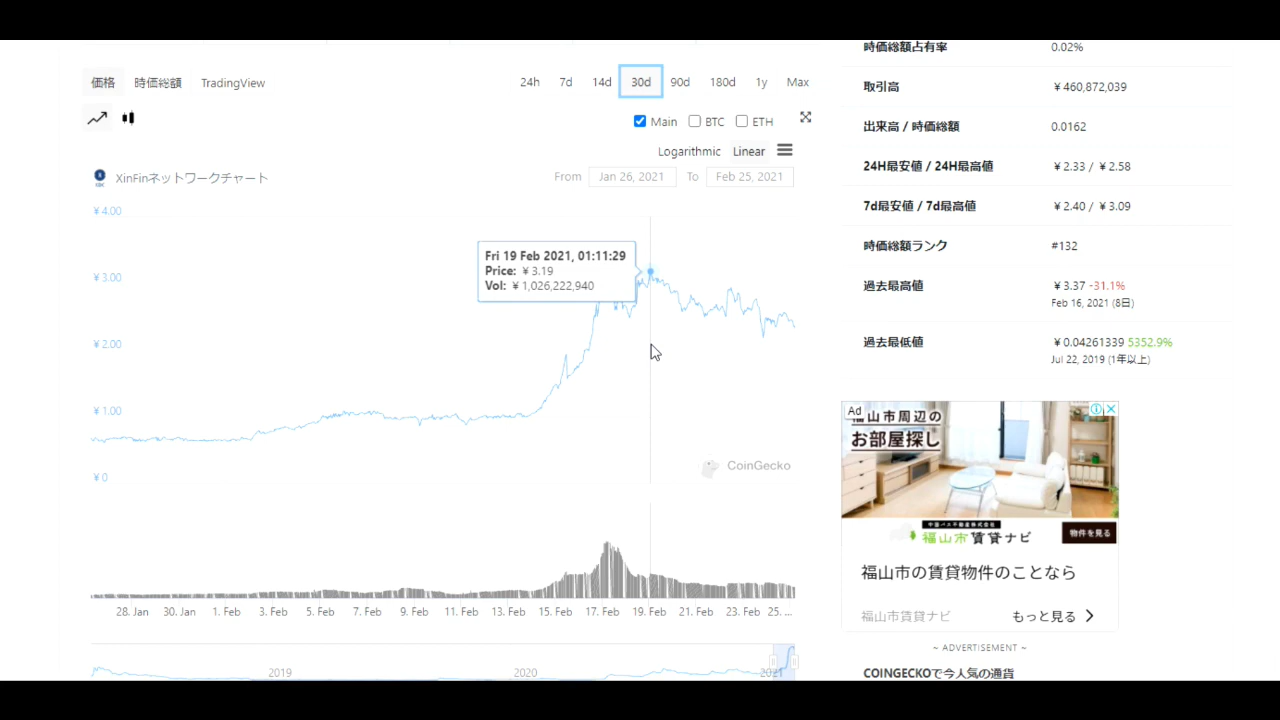 価格 時価総額 TradingView 24h 7d 14d 30d 90d 180d 1y Max
Main BTC ETH
Logarithmic Linear
XinFinネットワークチャート From Jan 26, 2021 To Feb 25, 2021
¥4.00
¥3.00
¥2.00
¥1.00
¥0
Fri 19 Feb 2021, 01:11:29
Price: ¥3.19
Vol: ¥1,026,222,940
CoinGecko
28. Jan 30. Jan 1. Feb 3. Feb 5. Feb 7. Feb 9. Feb 11. Feb 13. Feb 15. Feb 17. Feb 19. Feb 21. Feb 23. Feb 25. ...
2019 2020 2021
時価総額占有率 0.02%
取引高 ¥460,872,039
出来高 / 時価総額 0.0162
24H最安値 / 24H最高値 ¥2.33 / ¥2.58
7d最安値 / 7d最高値 ¥2.40 / ¥3.09
時価総額ランク #132
過去最高値 ¥3.37 -31.1%
Feb 16, 2021 (8日)
過去最低値 ¥0.04261339 5352.9%
Jul 22, 2019 (1年以上)
Ad
福山市周辺の
お部屋探し
福山市賃貸ナビ 物件を見る
福山市の賃貸物件のことなら
福山市賃貸ナビ もっと見る
~ ADVERTISEMENT ~
COINGECKOで今人気の通貨